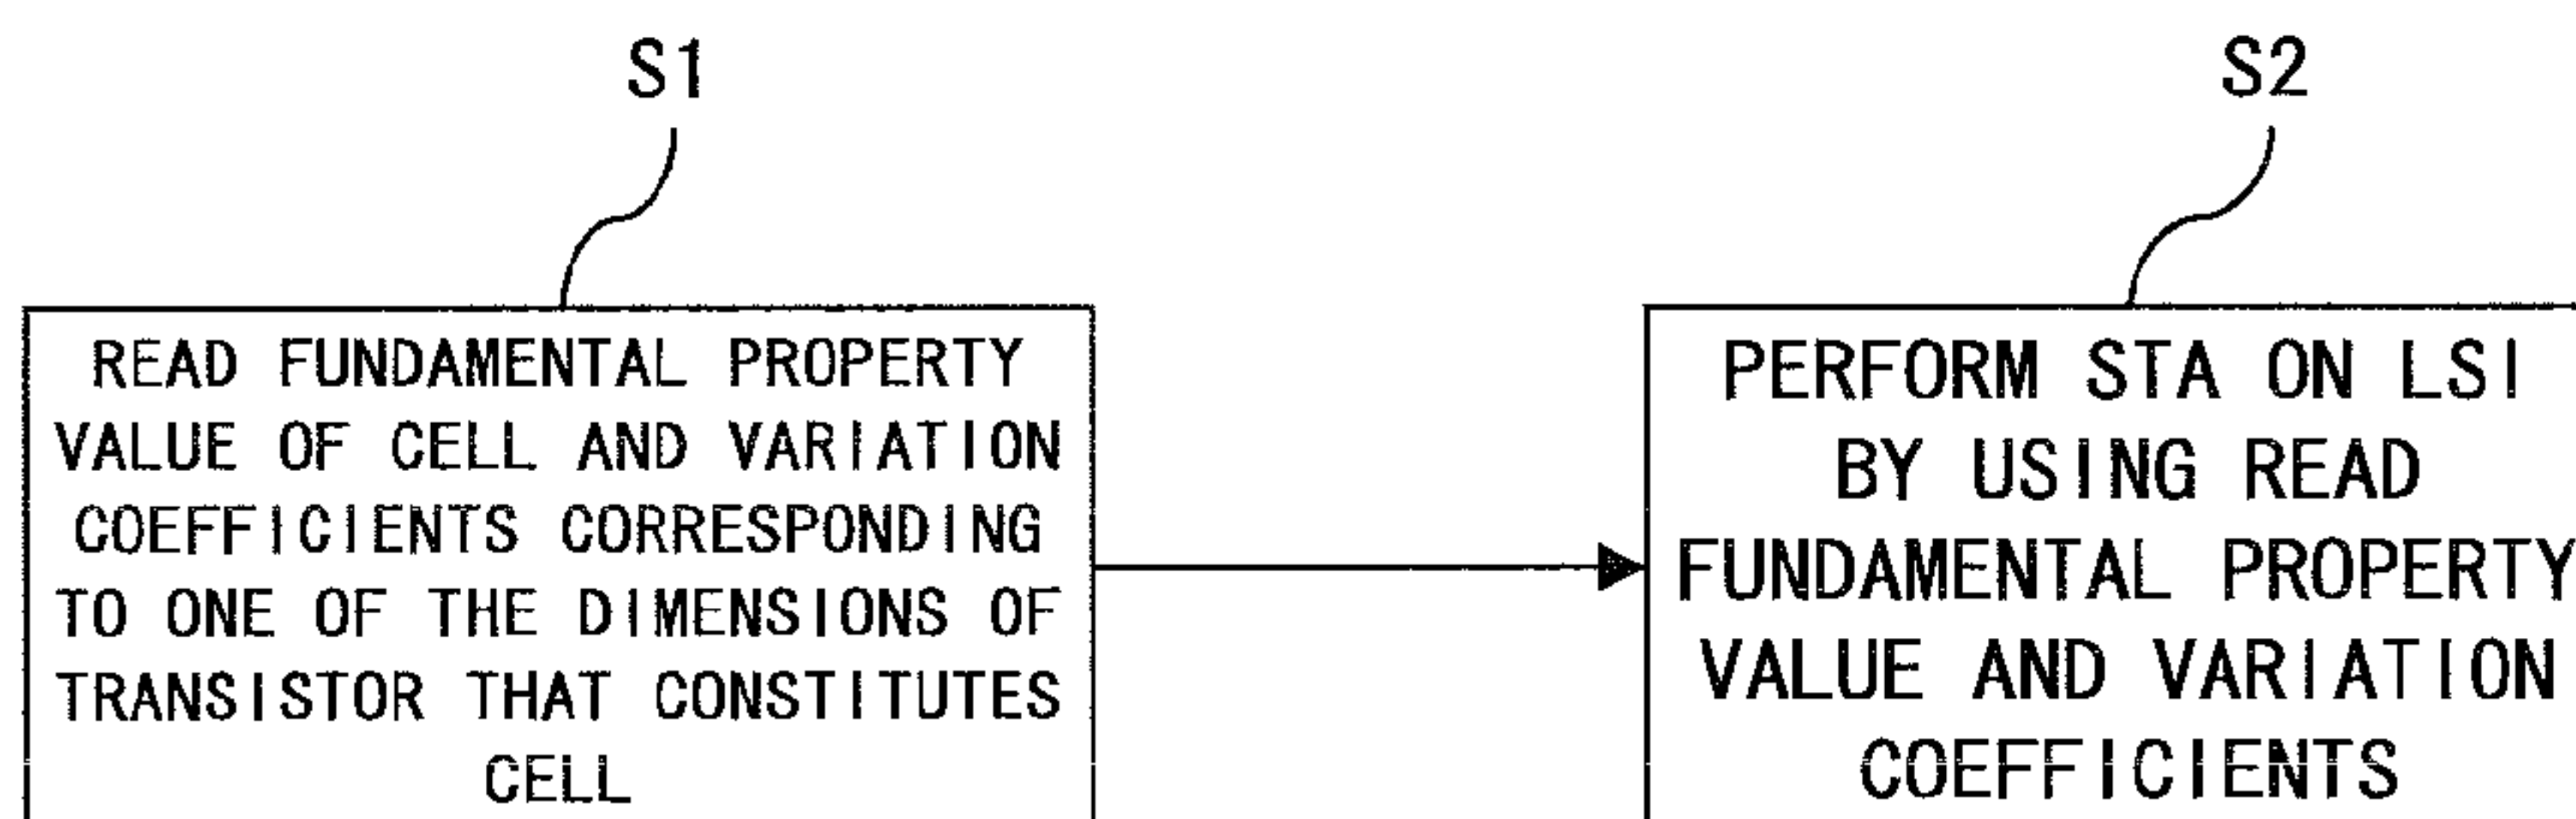 S1
READ FUNDAMENTAL PROPERTY
VALUE OF CELL AND VARIATION
COEFFICIENTS CORRESPONDING
TO ONE OF THE DIMENSIONS OF
TRANSISTOR THAT CONSTITUTES
CELL
S2
PERFORM STA ON LSI
BY USING READ
FUNDAMENTAL PROPERTY
VALUE AND VARIATION
COEFFICIENTS